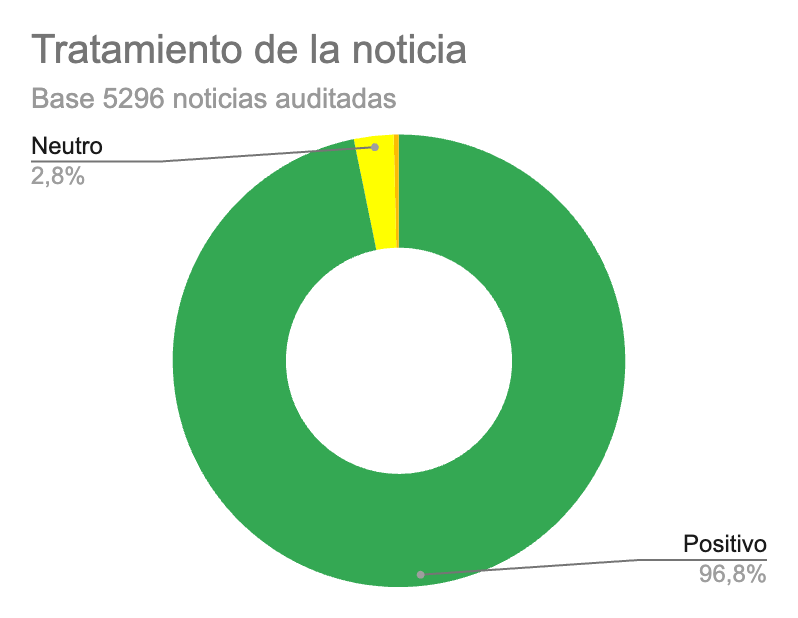 Tratamiento de la noticia
Base 5296 noticias auditadas
Neutro
2,8%
Positivo
96,8%